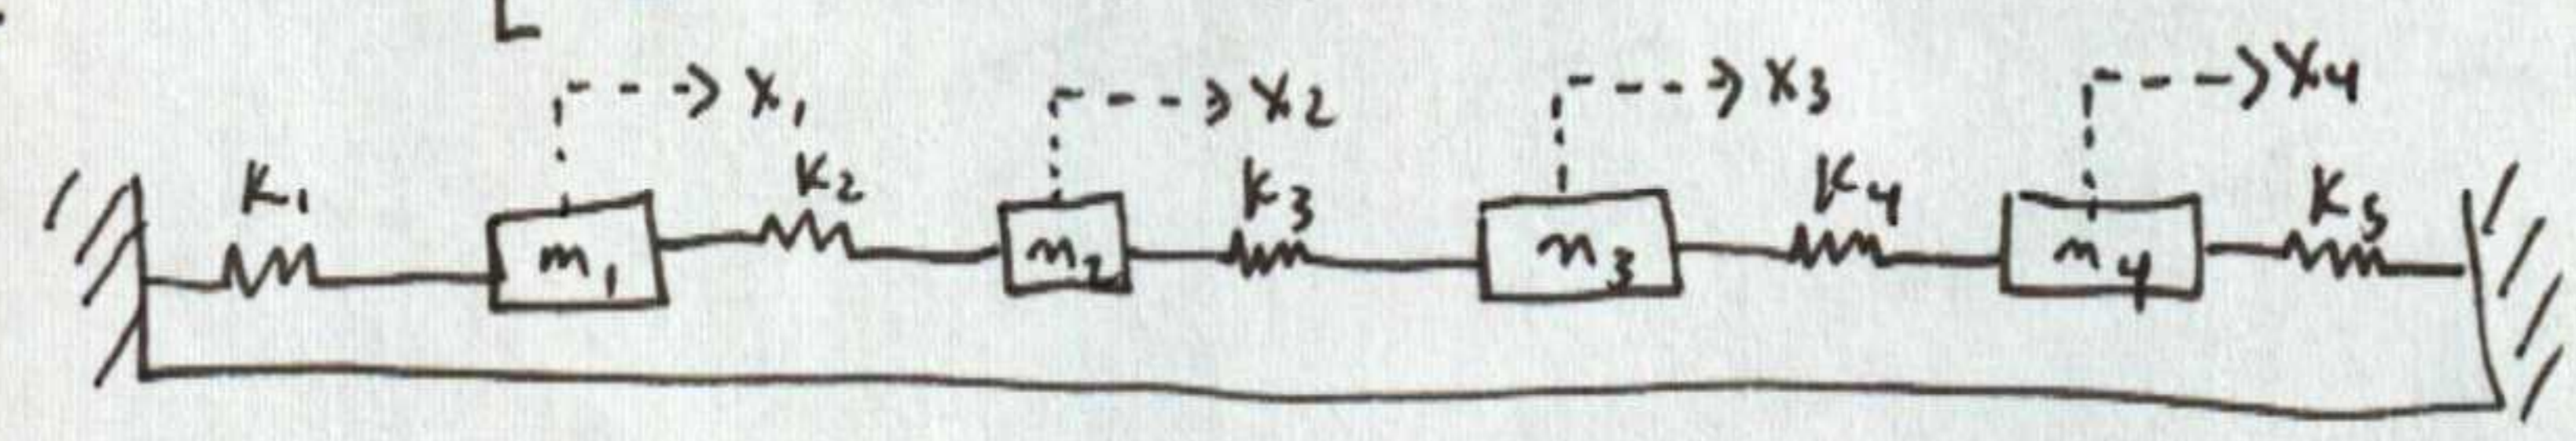 x₁ x₂ x₃ x₄
K₁ K₂ K₃ K₄ K₅
m₁ m₂ m₃ m₄